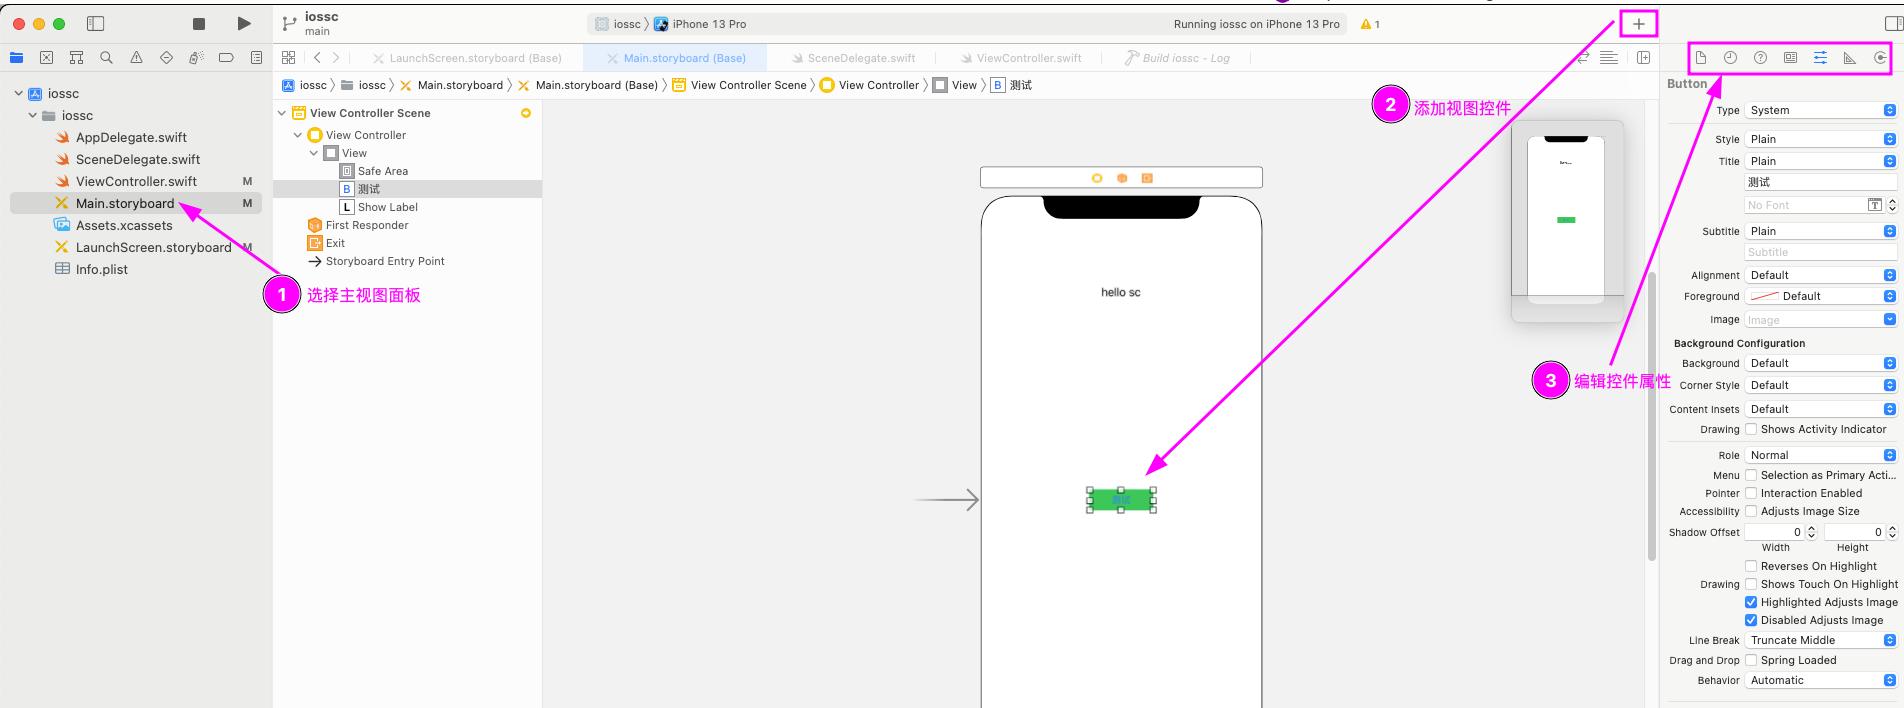 iossc
main
iossc
iPhone 13 Pro
Running iossc on iPhone 13 Pro
1
LaunchScreen.storyboard (Base)
Main.storyboard (Base)
SceneDelegate.swift
ViewController.swift
Build iossc - Log
iossc
iossc
Main.storyboard
Main.storyboard (Base)
View Controller Scene
View Controller
View
B 测试
iossc
iossc
AppDelegate.swift
SceneDelegate.swift
ViewController.swift M
Main.storyboard M
Assets.xcassets
LaunchScreen.storyboard M
Info.plist
1 选择主视图面板
View Controller Scene
View Controller
View
Safe Area
B 测试
L Show Label
First Responder
Exit
Storyboard Entry Point
2 添加视图控件
hello sc
测试
3 编辑控件属性
Button
Type System
Style Plain
Title Plain
测试
No Font T
Subtitle Plain
Subtitle
Alignment Default
Foreground Default
Image Image
Background Configuration
Background Default
Corner Style Default
Content Insets Default
Drawing Shows Activity Indicator
Role Normal
Menu Selection as Primary Acti...
Pointer Interaction Enabled
Accessibility Adjusts Image Size
Shadow Offset 0 0
Width Height
Reverses On Highlight
Drawing Shows Touch On Highlight
Highlighted Adjusts Image
Disabled Adjusts Image
Line Break Truncate Middle
Drag and Drop Spring Loaded
Behavior Automatic